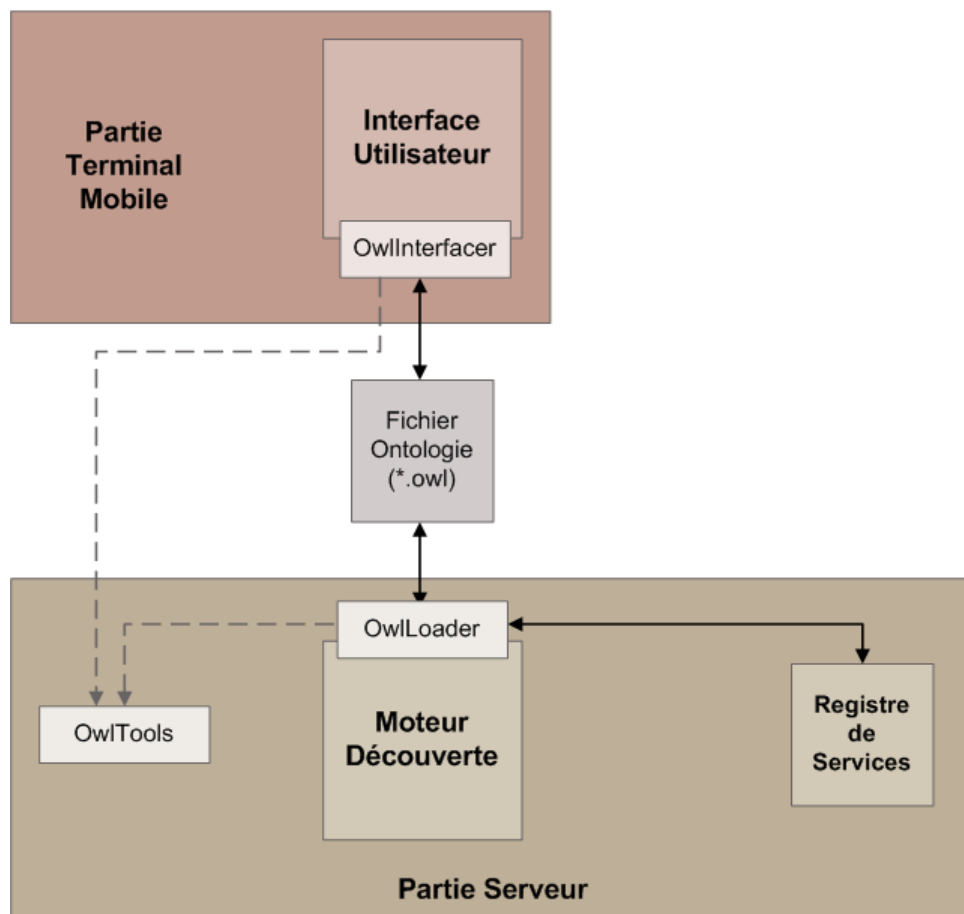 Partie
Terminal
Mobile
Interface
Utilisateur
OwlInterfacer
Fichier
Ontologie
(*.owl)
OwlLoader
OwlTools
Moteur
Découverte
Registre
de
Services
Partie Serveur